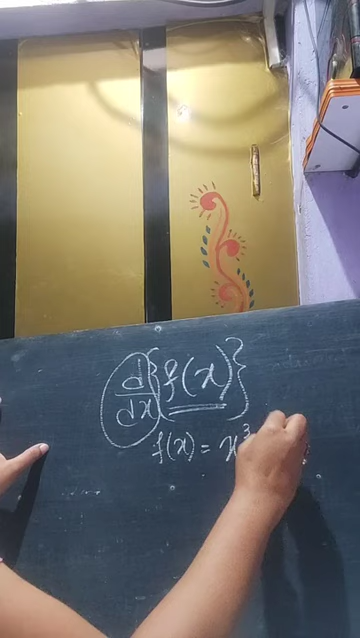 d/dx {f(x)}
f(x) = x³